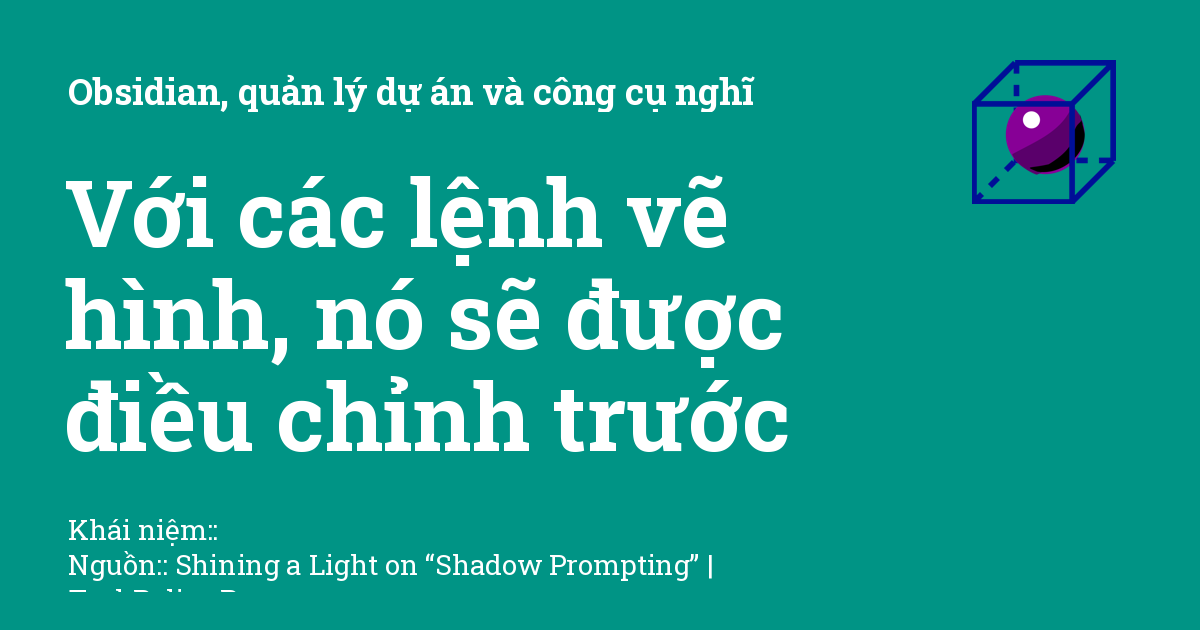 Obsidian, quản lý dự án và công cụ nghĩ
Với các lệnh vẽ
hình, nó sẽ được
điều chỉnh trước
Khái niệm::
Nguồn:: Shining a Light on “Shadow Prompting” |